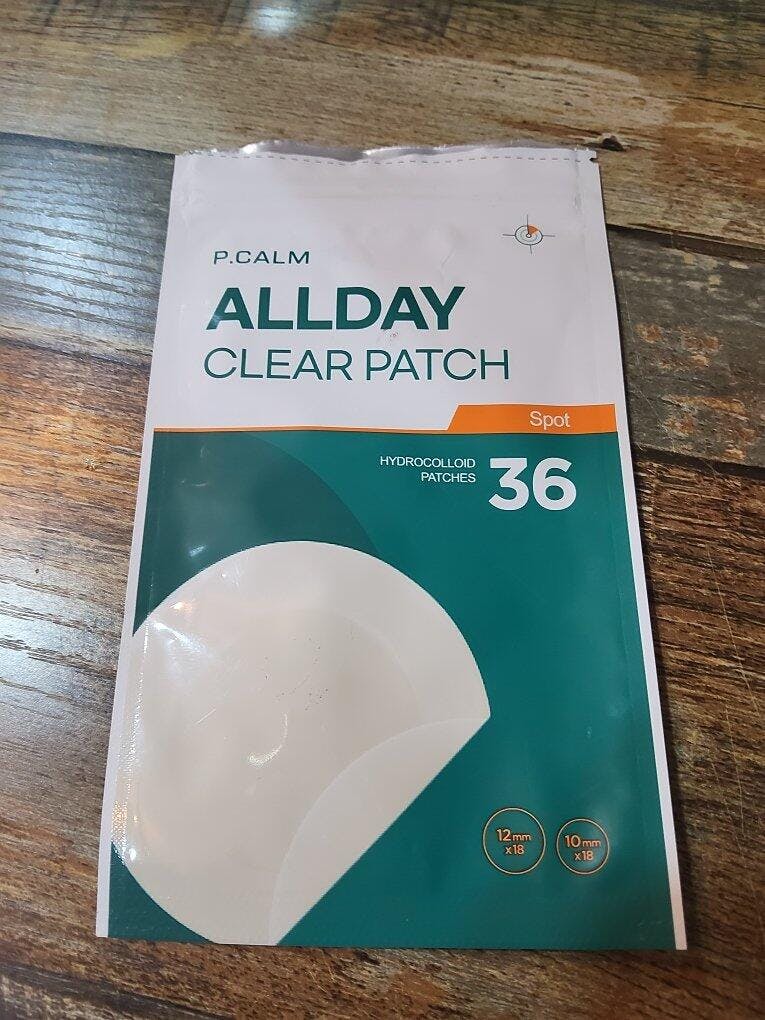 P.CALM
ALLDAY
CLEAR PATCH
Spot
HYDROCOLLOID
PATCHES
36
12mm
x18
10mm
x18